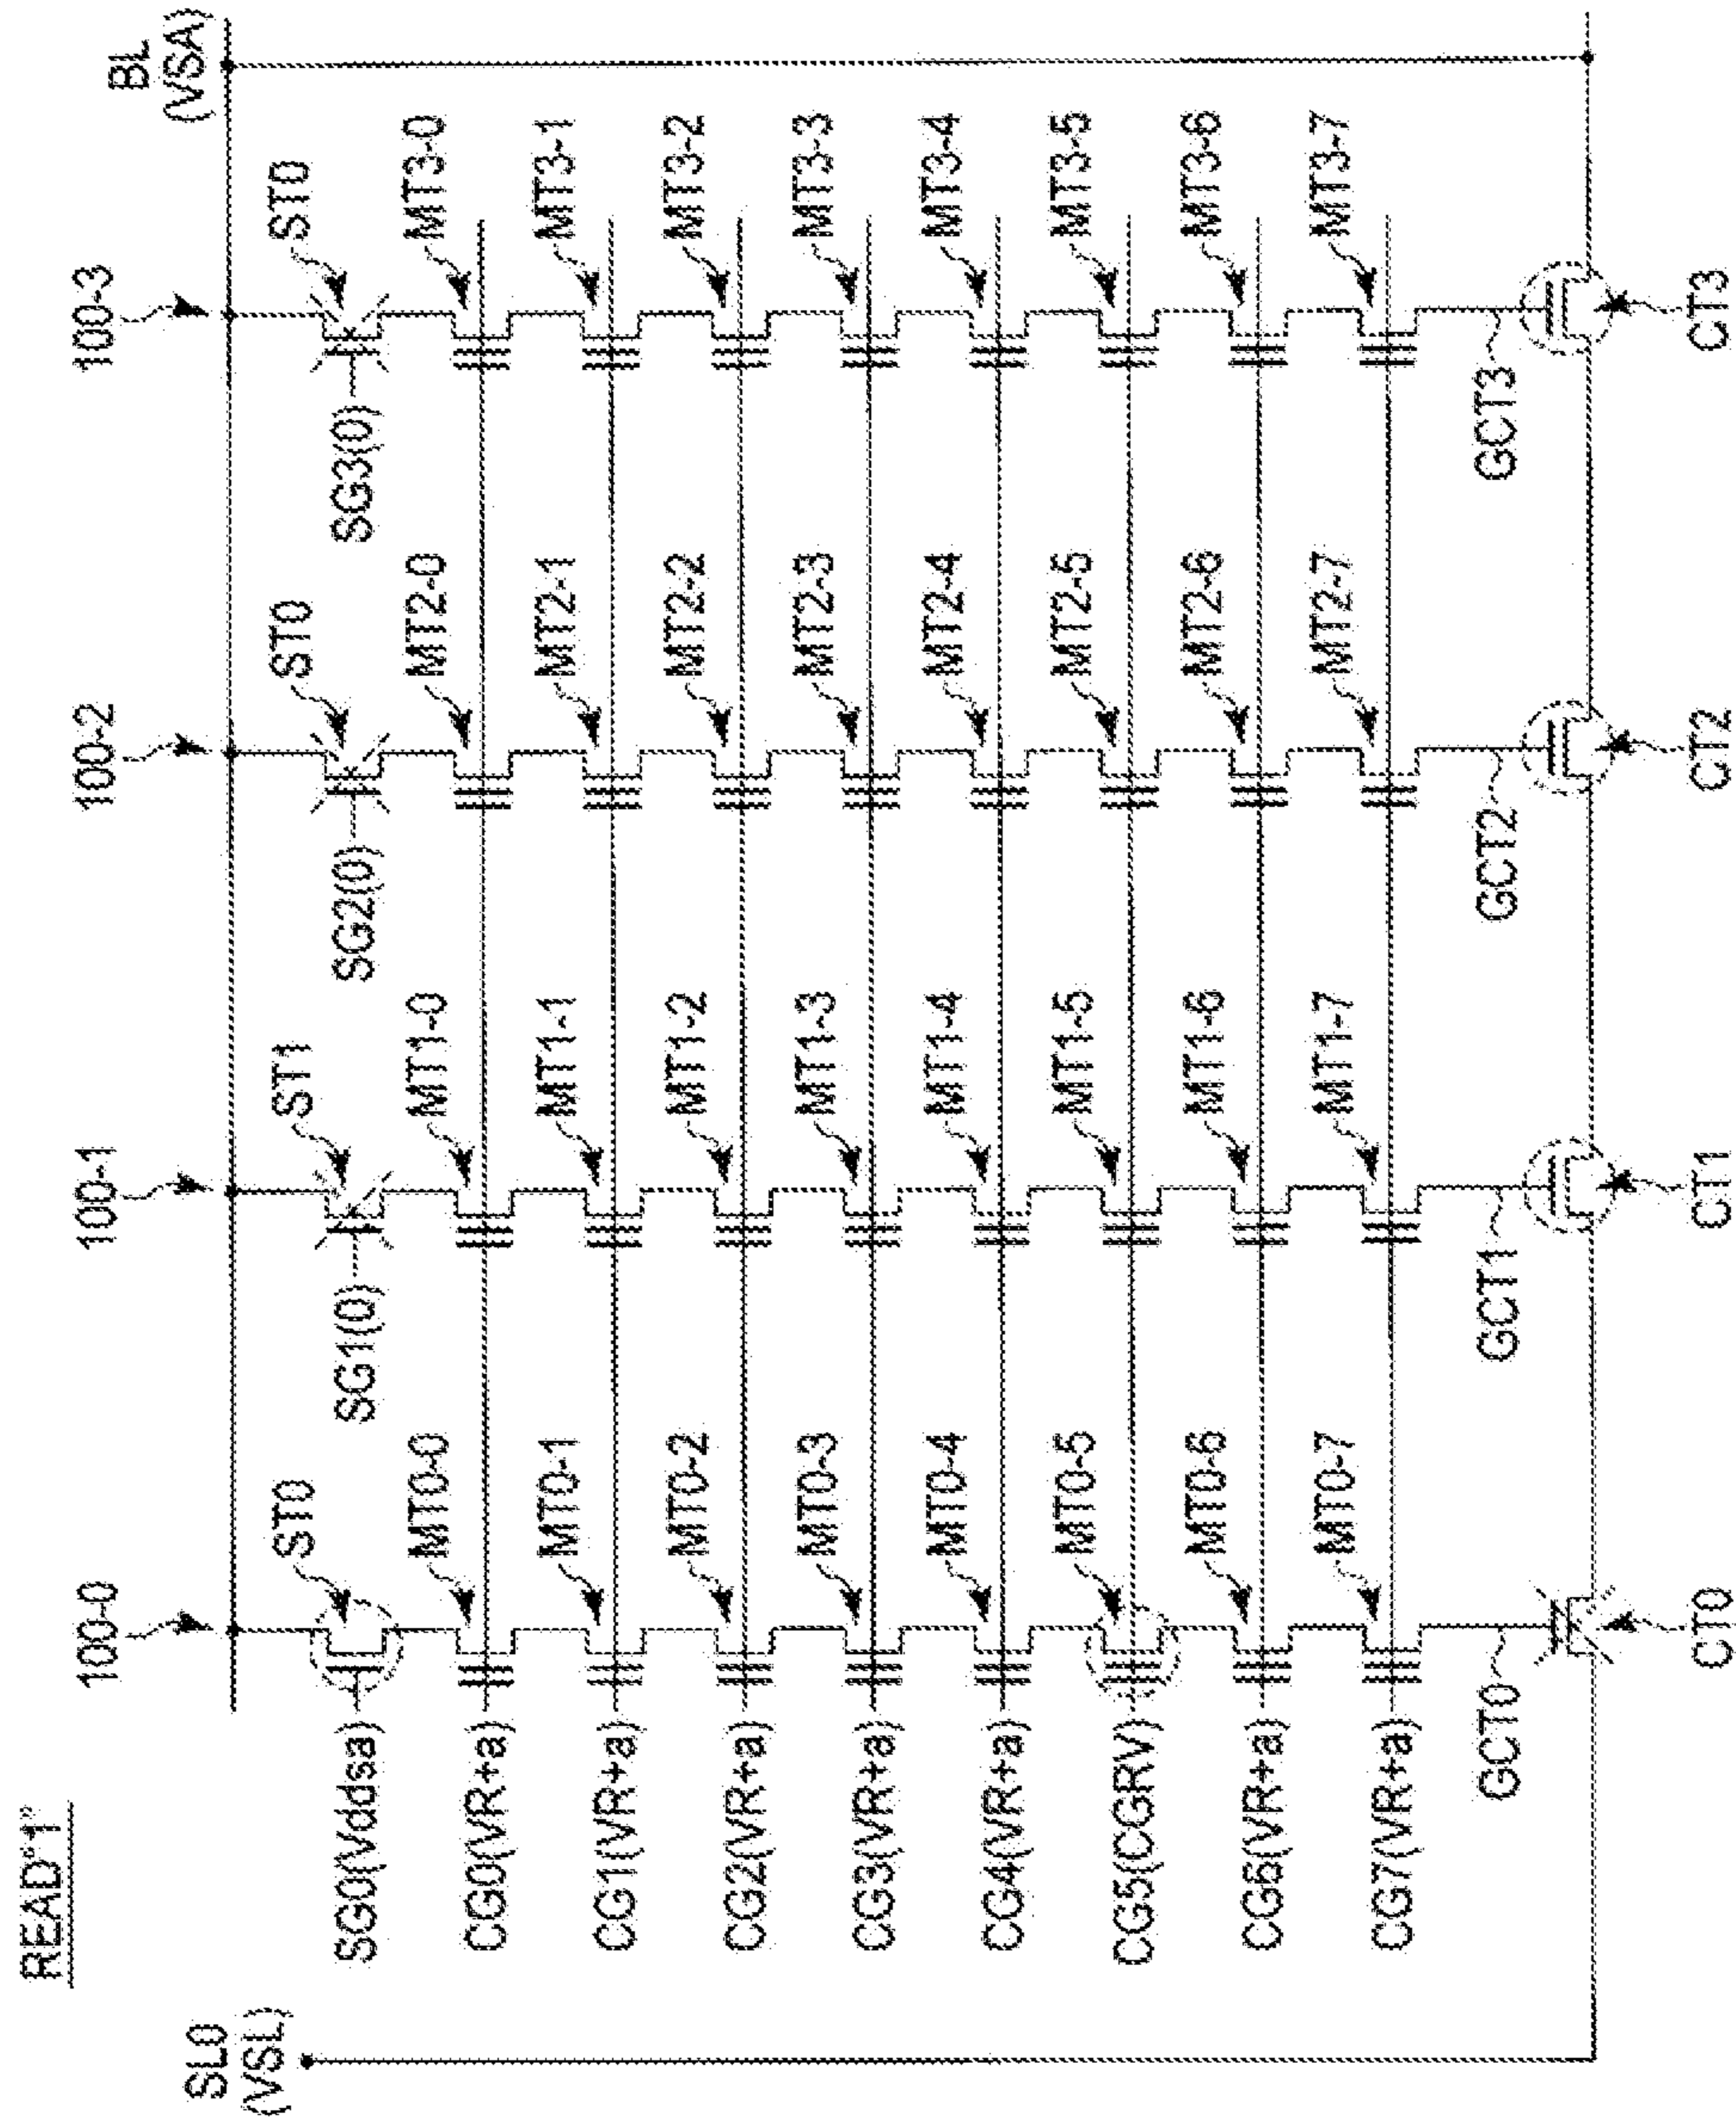 READ"1"
SL0
(VSL)
BL
(VSA)
100-0
100-1
100-2
100-3
SG0(Vddsa)
ST0
SG1(0)
ST1
SG2(0)
ST0
SG3(0)
ST0
CG0(VR+a)
MT0-0
MT1-0
MT2-0
MT3-0
CG1(VR+a)
MT0-1
MT1-1
MT2-1
MT3-1
CG2(VR+a)
MT0-2
MT1-2
MT2-2
MT3-2
CG3(VR+a)
MT0-3
MT1-3
MT2-3
MT3-3
CG4(VR+a)
MT0-4
MT1-4
MT2-4
MT3-4
CG5(CGRV)
MT0-5
MT1-5
MT2-5
MT3-5
CG6(VR+a)
MT0-6
MT1-6
MT2-6
MT3-6
CG7(VR+a)
MT0-7
MT1-7
MT2-7
MT3-7
GCT0
GCT1
GCT2
GCT3
CT0
CT1
CT2
CT3